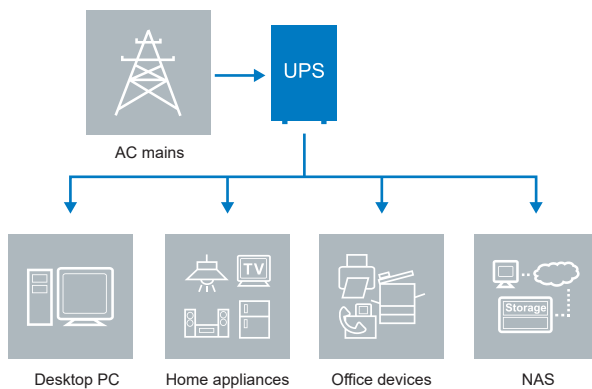 UPS
AC mains
TV
Storage
Desktop PC
Home appliances
Office devices
NAS